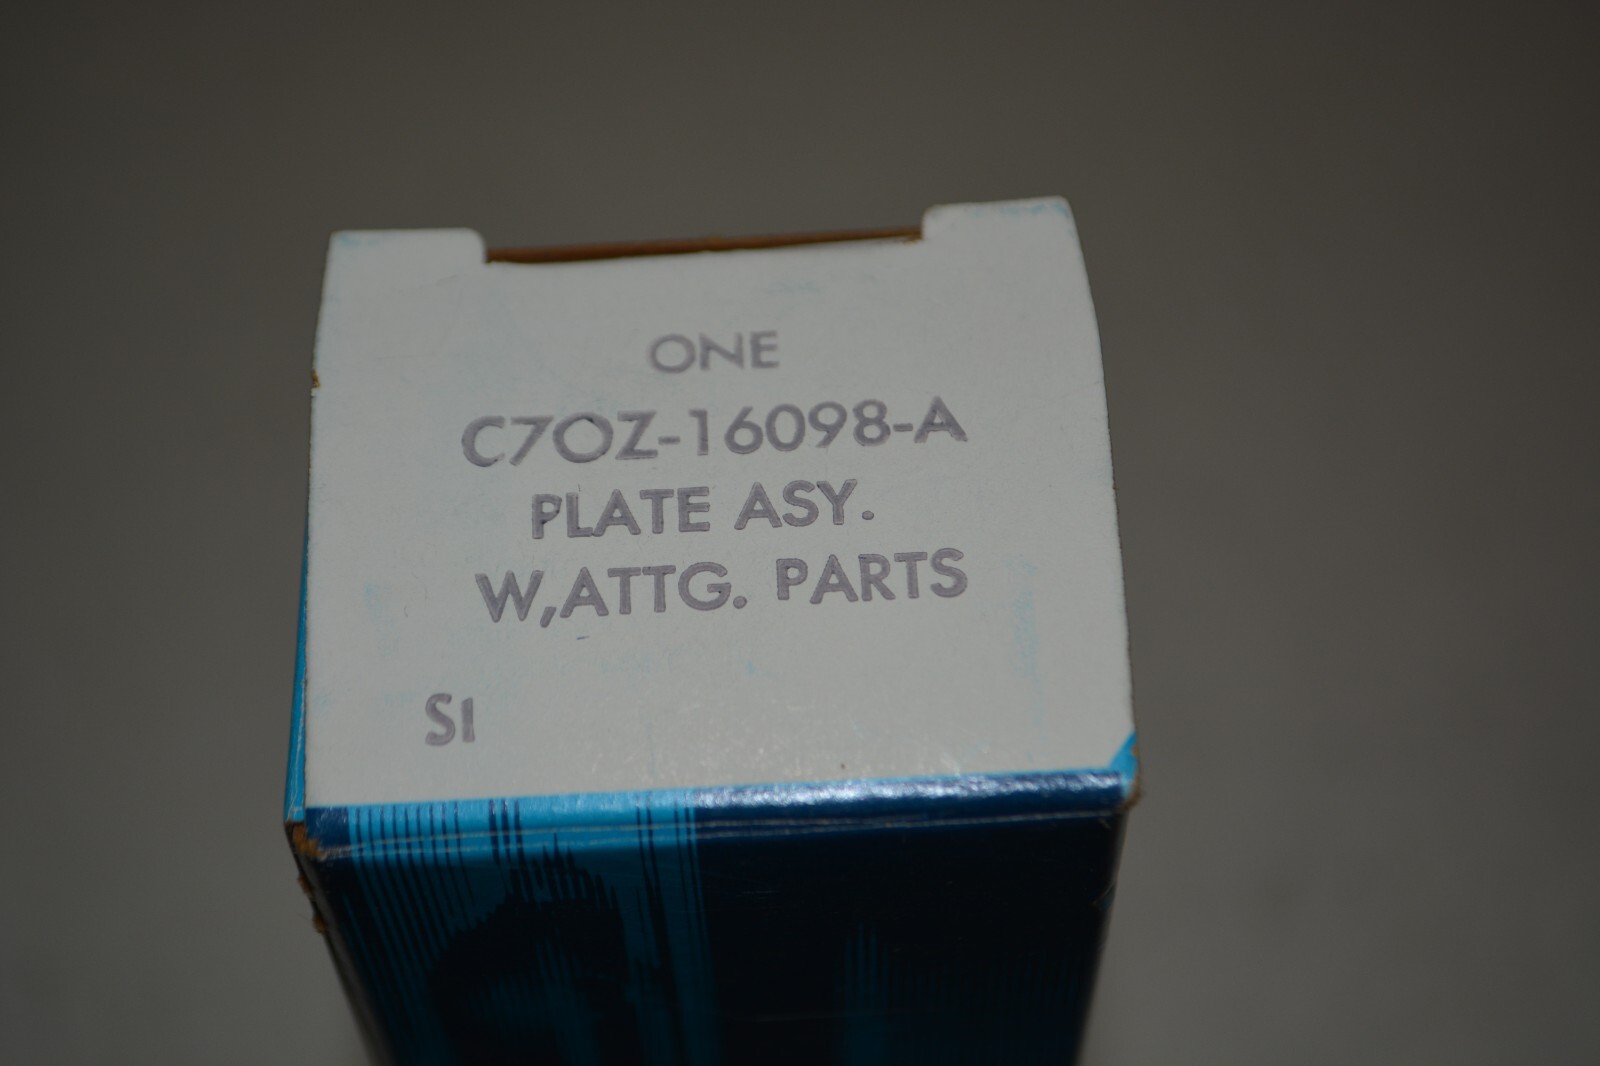 ONE
C7OZ-16098-A
PLATE ASY.
W,ATTG. PARTS
SI